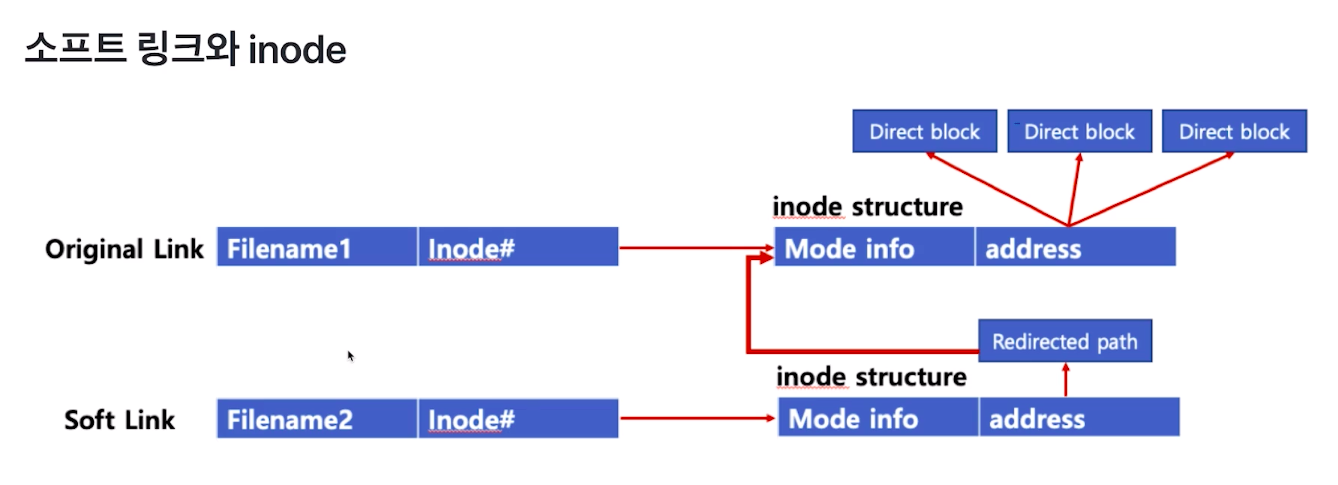 소프트 링크와 inode
Direct block Direct block Direct block
inode structure
Original Link Filename1 Inode# Mode info address
Redirected path
inode structure
Soft Link Filename2 Inode# Mode info address